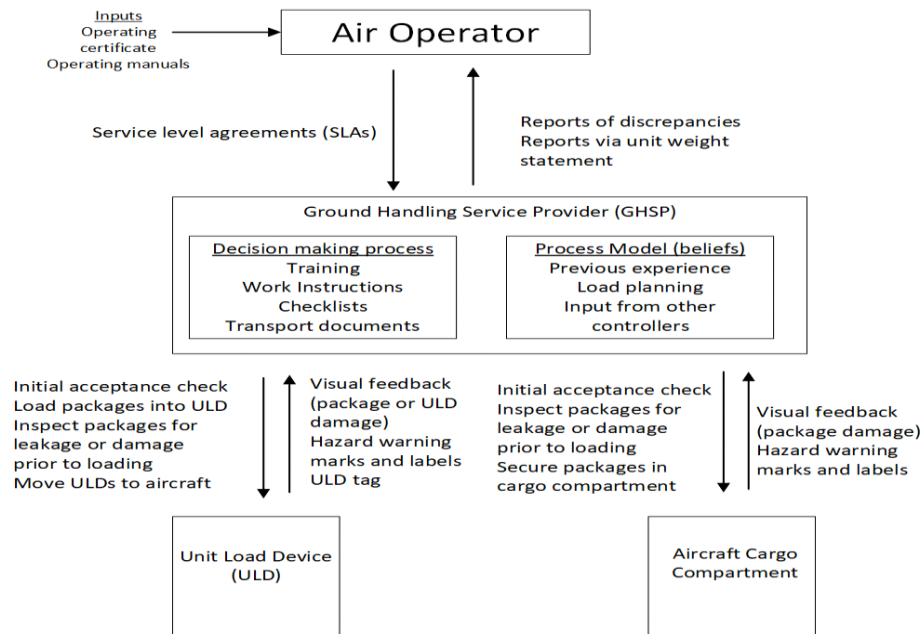 Inputs
Operating
certificate
Operating manuals
Air Operator
Service level agreements (SLAs)
Reports of discrepancies
Reports via unit weight
statement
Ground Handling Service Provider (GHSP)
Decision making process
Training
Work Instructions
Checklists
Transport documents
Process Model (beliefs)
Previous experience
Load planning
Input from other
controllers
Initial acceptance check
Load packages into ULD
Inspect packages for
leakage or damage
prior to loading
Move ULDs to aircraft
Visual feedback
(package or ULD
damage)
Hazard warning
marks and labels
ULD tag
Initial acceptance check
Inspect packages for
leakage or damage
prior to loading
Secure packages in
cargo compartment
Visual feedback
(package damage)
Hazard warning
marks and labels
Unit Load Device
(ULD)
Aircraft Cargo
Compartment